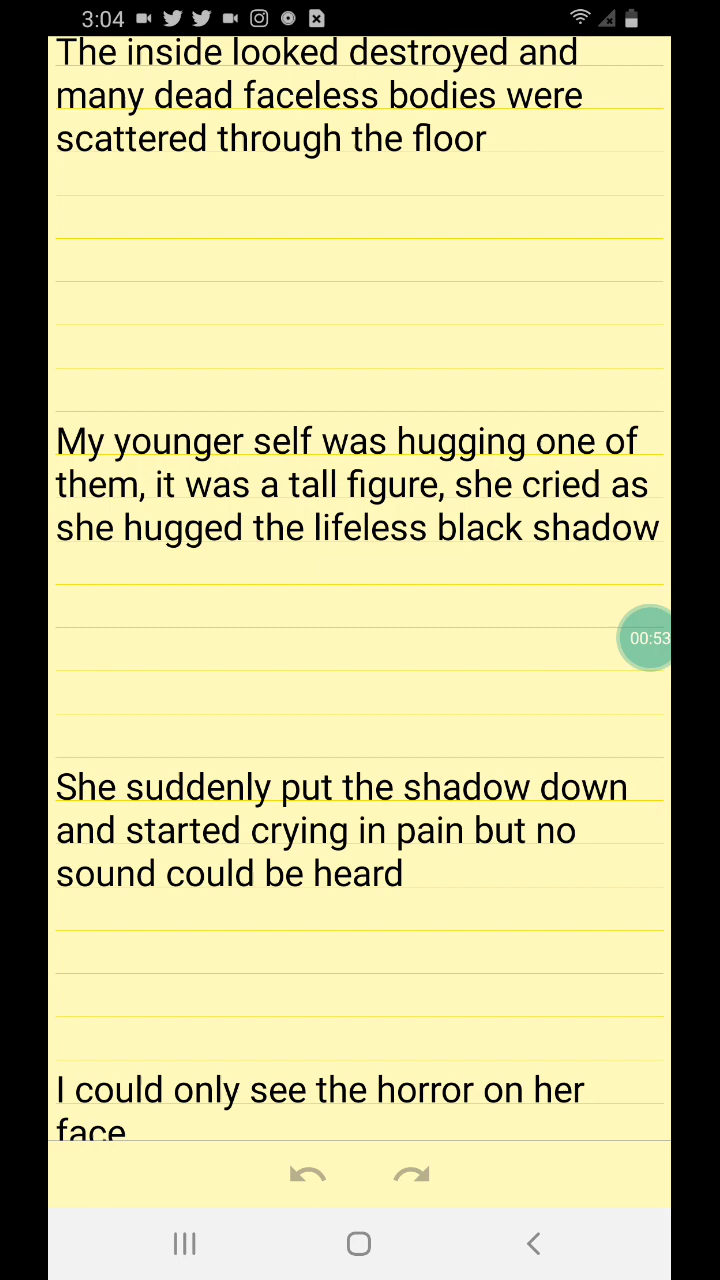 3:04
The inside looked destroyed and
many dead faceless bodies were
scattered through the floor
My younger self was hugging one of
them, it was a tall figure, she cried as
she hugged the lifeless black shadow
00:53
She suddenly put the shadow down
and started crying in pain but no
sound could be heard
I could only see the horror on her
face